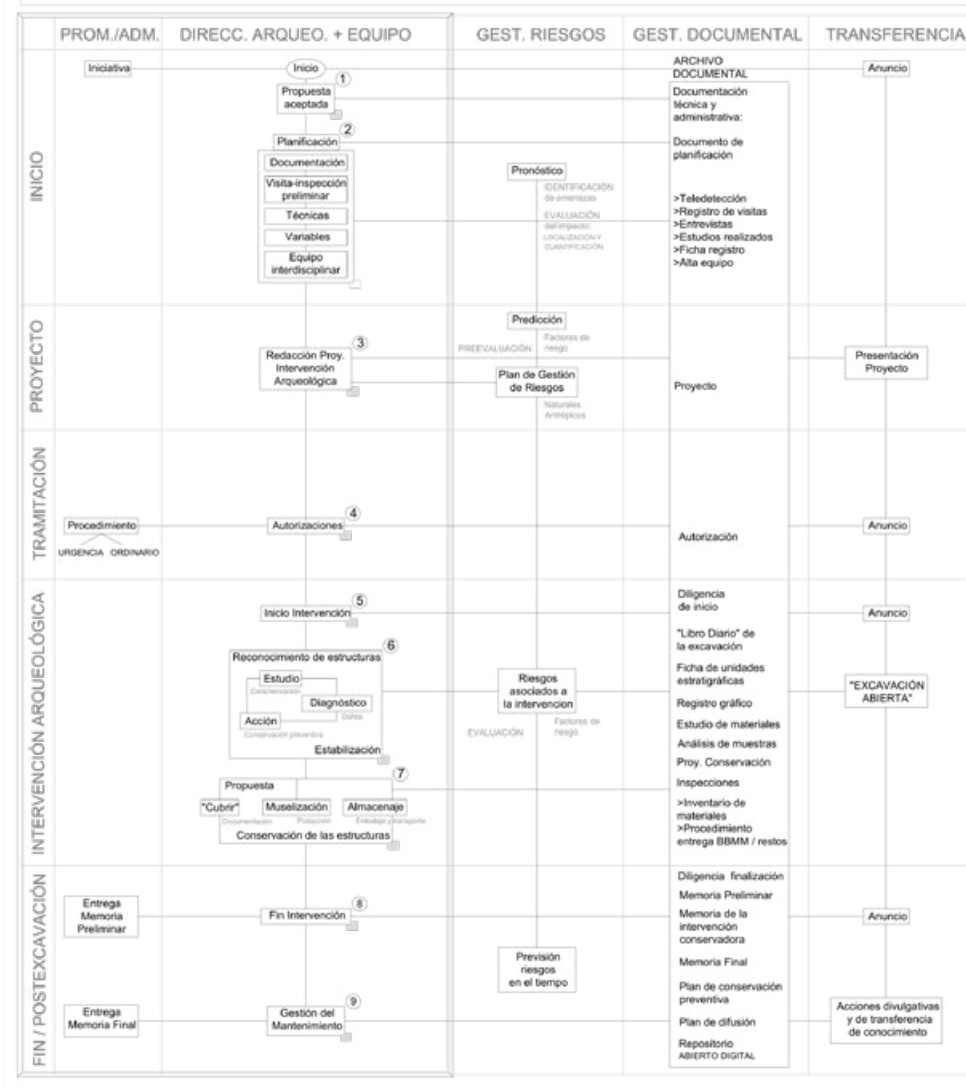 PROM./ADM.
DIRECC. ARQUEO. + EQUIPO
GEST. RIESGOS
GEST. DOCUMENTAL
TRANSFERENCIA
INICIO
Iniciativa
Inicio
1
Propuesta
aceptada
2
Planificación
Documentación
Visita-inspección
preliminar
Técnicas
Variables
Equipo
interdisciplinar
Pronóstico
IDENTIFICACIÓN
de amenazas
EVALUACIÓN
del impacto:
LOCALIZACIÓN Y
CUANTIFICACIÓN
ARCHIVO
DOCUMENTAL
Documentación
técnica y
administrativa:
Documento de
planificación
>Teledetección
>Registro de visitas
>Entrevistas
>Estudios realizados
>Ficha registro
>Alta equipo
Anuncio
PROYECTO
3
Redacción Proy.
Intervención
Arqueológica
Predicción
PREEVALUACIÓN
Factores de
riesgo
Plan de Gestión
de Riesgos
Naturales
Antrópicos
Proyecto
Presentación
Proyecto
TRAMITACIÓN
Procedimiento
URGENCIA ORDINARIO
4
Autorizaciones
Autorización
Anuncio
INTERVENCIÓN ARQUEOLÓGICA
5
Inicio Intervención
6
Reconocimiento de estructuras
Estudio
Caracterización
Diagnóstico
Daños
Acción
Conservación preventiva
Estabilización
7
Propuesta
"Cubrir"
Muselización
Almacenaje
Documentación
Protección
Embalaje y transporte
Conservación de las estructuras
Riesgos
asociados a
la intervencion
EVALUACIÓN
Factores de
riesgo
Diligencia
de inicio
"Libro Diario" de
la excavación
Ficha de unidades
estratigráficas
Registro gráfico
Estudio de materiales
Análisis de muestras
Proy. Conservación
Inspecciones
>Inventario de
materiales
>Procedimiento
entrega BBMM / restos
Anuncio
"EXCAVACIÓN
ABIERTA"
FIN / POSTEXCAVACIÓN
Entrega
Memoria
Preliminar
8
Fin Intervención
Entrega
Memoria Final
9
Gestión del
Mantenimiento
Previsión
riesgos
en el tiempo
Diligencia finalización
Memoria Preliminar
Memoria de la
intervención
conservadora
Memoria Final
Plan de conservación
preventiva
Plan de difusión
Repositorio
ABIERTO DIGITAL
Anuncio
Acciones divulgativas
y de transferencia
de conocimiento